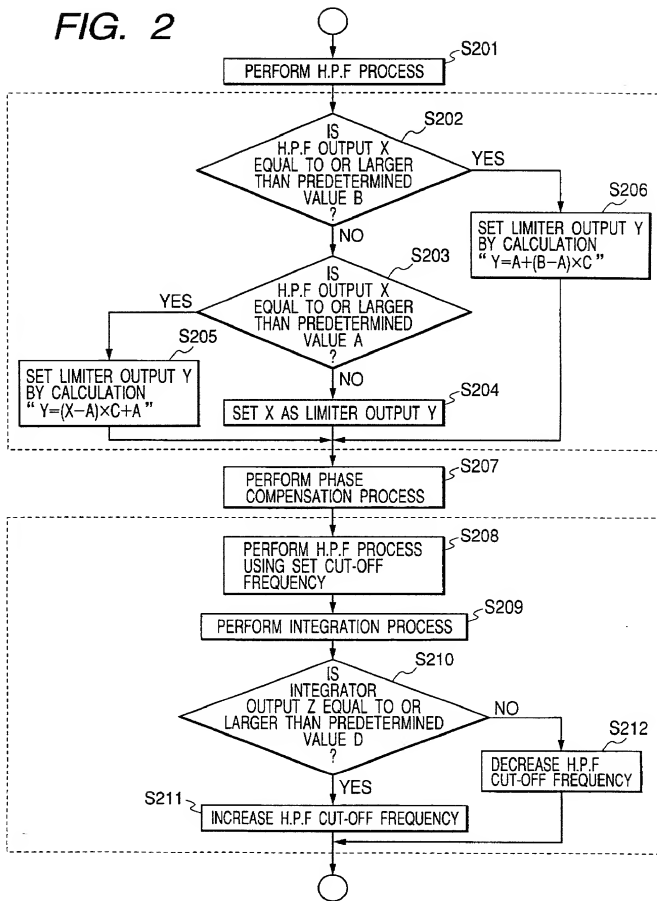 FIG. 2
S201
PERFORM H.P.F PROCESS
S202
IS
H.P.F OUTPUT X
EQUAL TO OR LARGER
THAN PREDETERMINED
VALUE B
?
YES
NO
S206
SET LIMITER OUTPUT Y
BY CALCULATION
“ Y=A+(B–A)×C ”
S203
IS
H.P.F OUTPUT X
EQUAL TO OR LARGER
THAN PREDETERMINED
VALUE A
?
YES
NO
S205
SET LIMITER OUTPUT Y
BY CALCULATION
“ Y=(X–A)×C+A ”
S204
SET X AS LIMITER OUTPUT Y
S207
PERFORM PHASE
COMPENSATION PROCESS
S208
PERFORM H.P.F PROCESS
USING SET CUT-OFF
FREQUENCY
S209
PERFORM INTEGRATION PROCESS
S210
IS
INTEGRATOR
OUTPUT Z EQUAL TO OR
LARGER THAN PREDETERMINED
VALUE D
?
NO
YES
S212
DECREASE H.P.F
CUT-OFF FREQUENCY
S211
INCREASE H.P.F CUT-OFF FREQUENCY